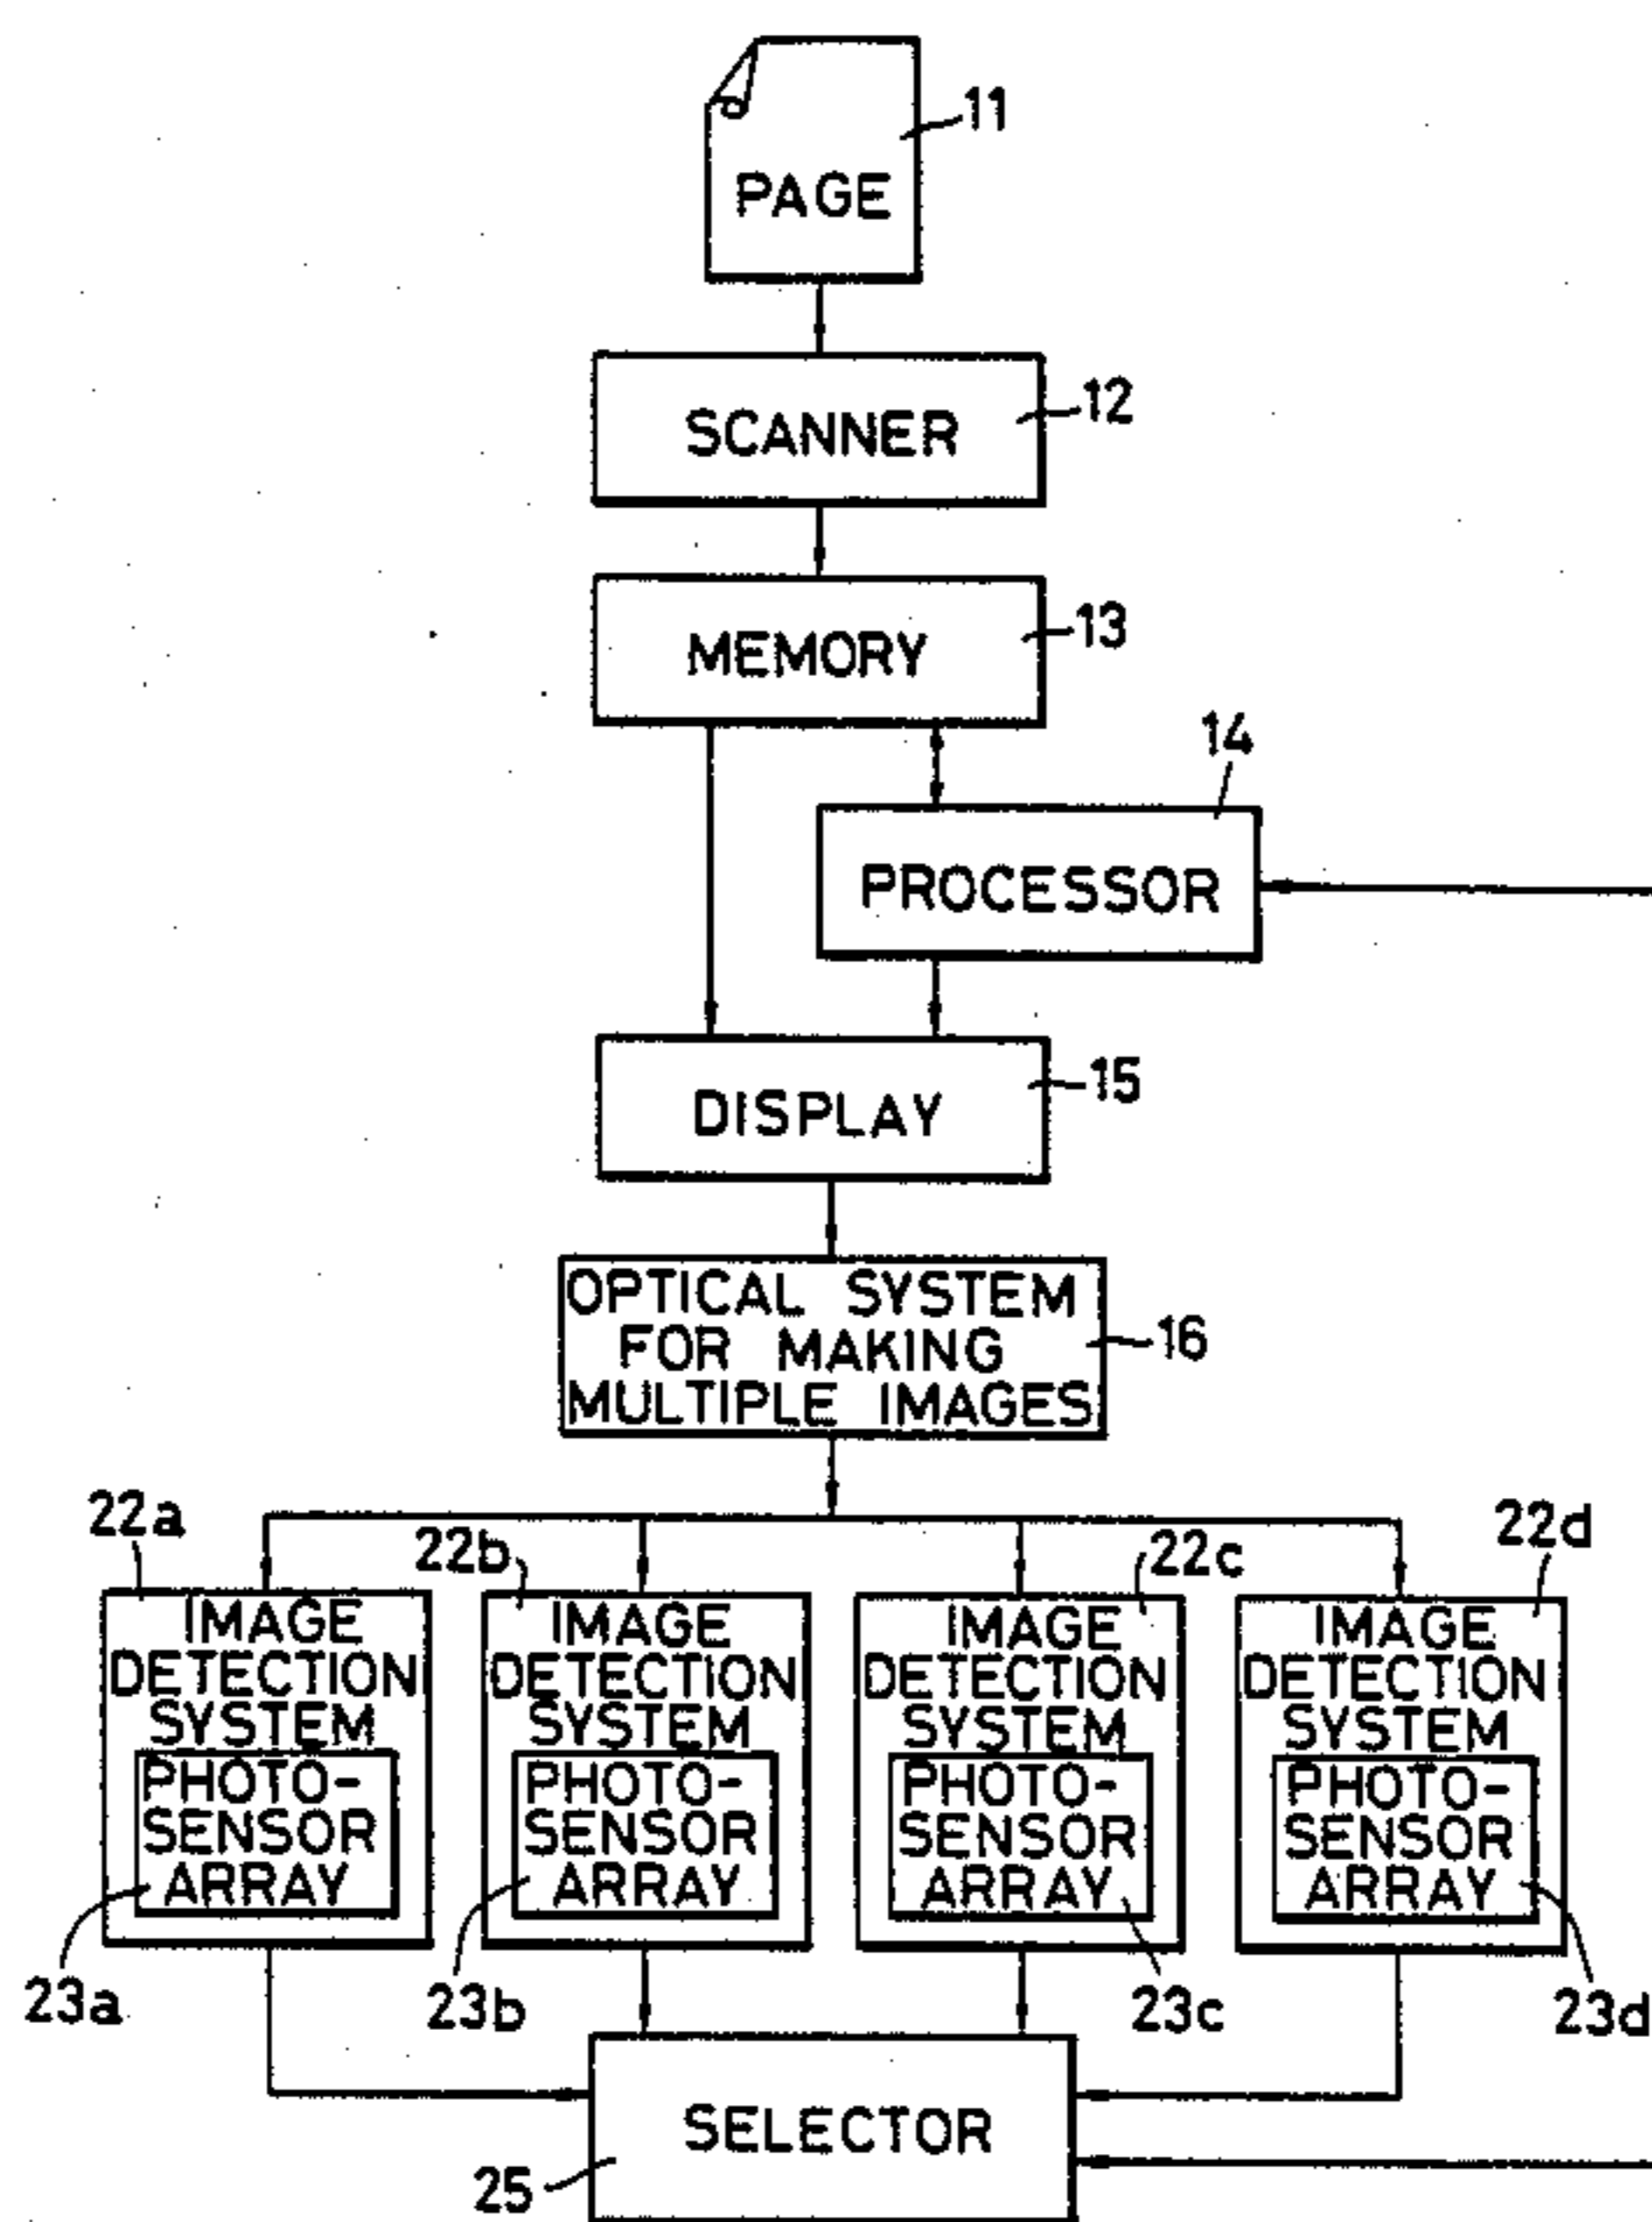 11
PAGE
12
SCANNER
13
MEMORY
14
PROCESSOR
15
DISPLAY
OPTICAL SYSTEM
FOR MAKING
MULTIPLE IMAGES
16
22a
22b
22c
22d
IMAGE
DETECTION
SYSTEM
PHOTO-
SENSOR
ARRAY
IMAGE
DETECTION
SYSTEM
PHOTO-
SENSOR
ARRAY
IMAGE
DETECTION
SYSTEM
PHOTO-
SENSOR
ARRAY
IMAGE
DETECTION
SYSTEM
PHOTO-
SENSOR
ARRAY
23a
23b
23c
23d
SELECTOR
25